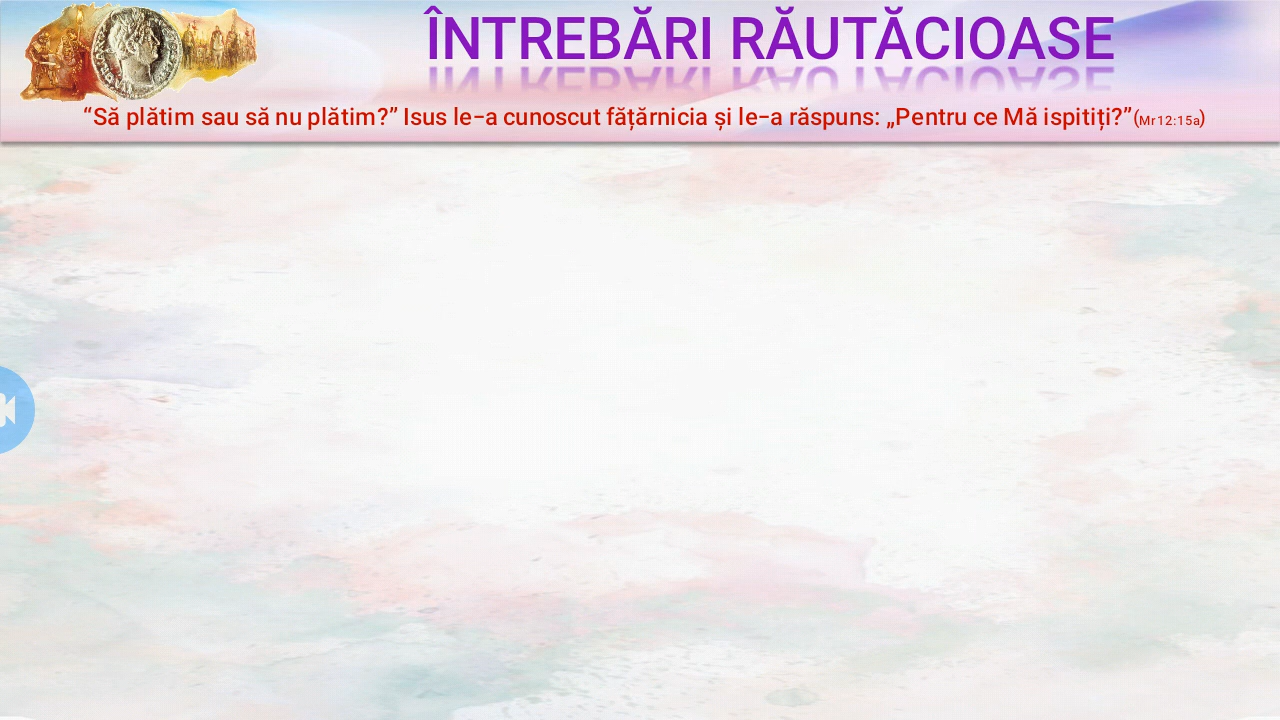 ÎNTREBĂRI RĂUTĂCIOASE
“Să plătim sau să nu plătim?” Isus le-a cunoscut fățărnicia și le-a răspuns: „Pentru ce Mă ispitiți?”(Mr12:15a)